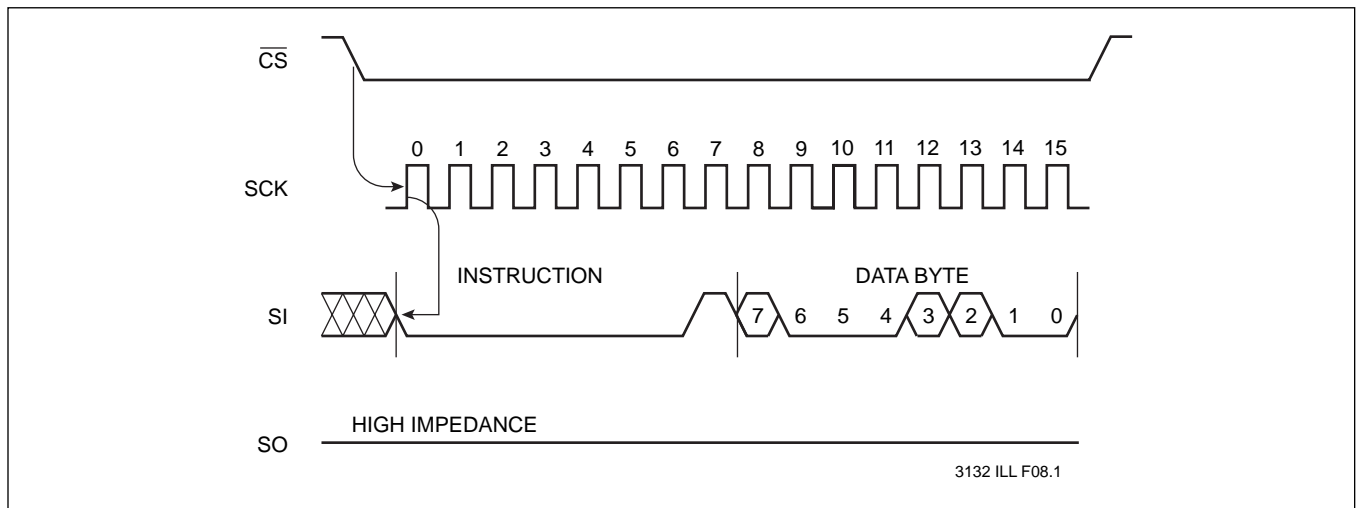 CS
0 1 2 3 4 5 6 7 8 9 10 11 12 13 14 15
SCK
INSTRUCTION DATA BYTE
SI 7 6 5 4 3 2 1 0
HIGH IMPEDANCE
SO
3132 ILL F08.1